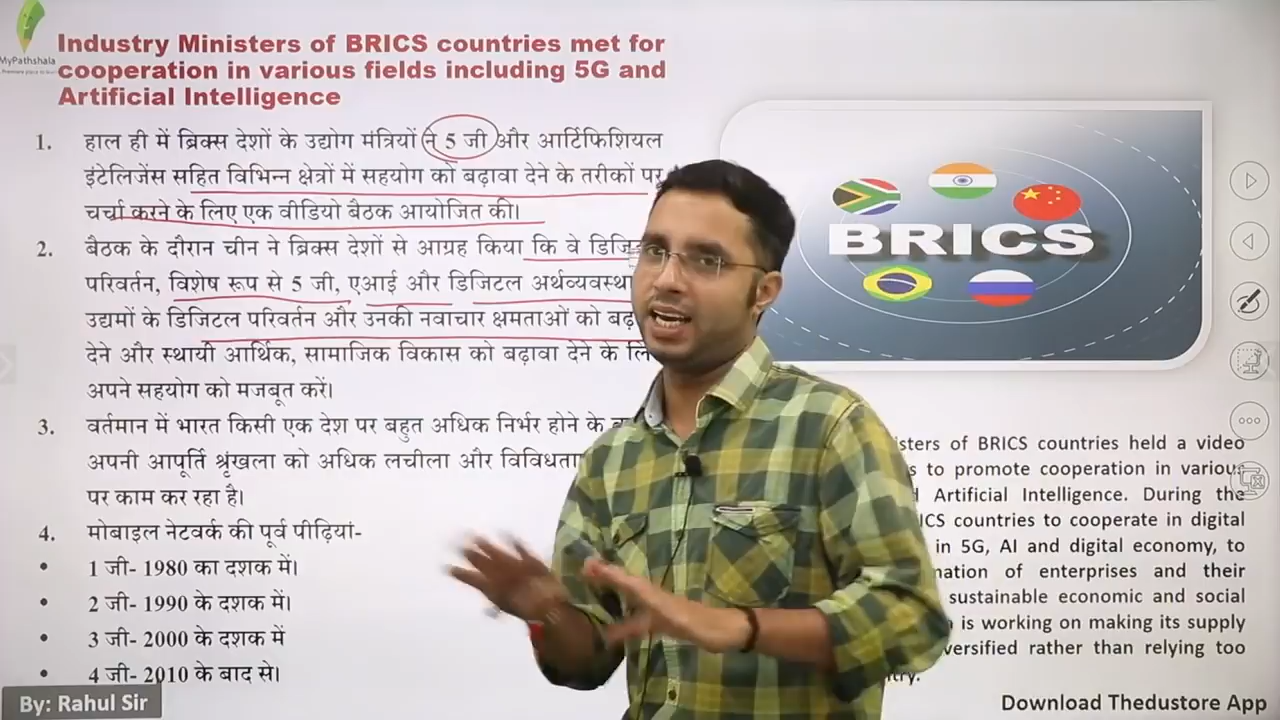 MyPathshala
Industry Ministers of BRICS countries met for
cooperation in various fields including 5G and
Artificial Intelligence
1. हाल ही में ब्रिक्स देशों के उद्योग मंत्रियों ने 5 जी और आर्टिफिशियल
इंटेलिजेंस सहित विभिन्न क्षेत्रों में सहयोग को बढ़ावा देने के तरीकों पर
चर्चा करने के लिए एक वीडियो बैठक आयोजित की।
2. बैठक के दौरान चीन ने ब्रिक्स देशों से आग्रह किया कि वे
परिवर्तन, विशेष रूप से 5 जी, एआई और डिजिटल अर्थव्यवस्था
उद्यमों के डिजिटल परिवर्तन और उनकी नवाचार क्षमताओं को
देने और स्थायी आर्थिक, सामाजिक विकास को बढ़ावा देने के
अपने सहयोग को मजबूत करें।
3. वर्तमान में भारत किसी एक देश पर बहुत अधिक निर्भर होने के
अपनी आपूर्ति श्रृंखला को अधिक लचीला और
पर काम कर रहा है।
4. मोबाइल नेटवर्क की पूर्व पीढ़ियां-
• 1 जी- 1980 का दशक में।
• 2 जी- 1990 के दशक में।
• 3 जी- 2000 के दशक में
• 4 जी- 2010 के बाद से।
By: Rahul Sir
BRICS
of BRICS countries held a video
to promote cooperation in various
Artificial Intelligence. During the
countries to cooperate in digital
in 5G, AI and digital economy, to
of enterprises and their
sustainable economic and social
is working on making its supply
rather than relying too
Download Thedustore App